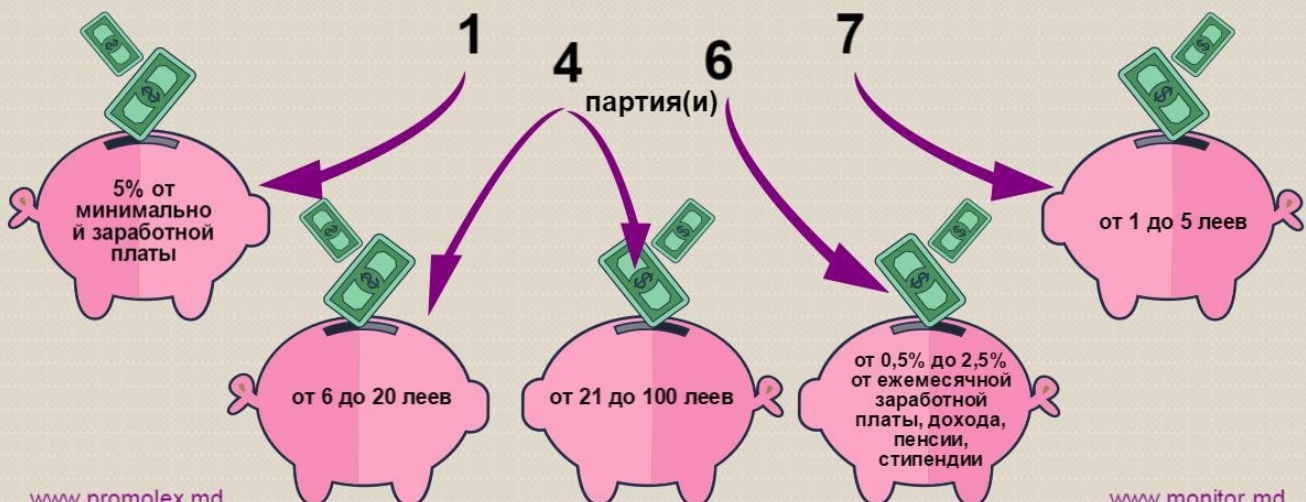 1
4
6
7
партия(и)
5% от
минимально
й заработной
платы
от 6 до 20 леев
от 21 до 100 леев
от 0,5% до 2,5%
от ежемесячной
заработной
платы, дохода,
пенсии,
стипендии
от 1 до 5 леев
www.promolex.md
www.monitor.md